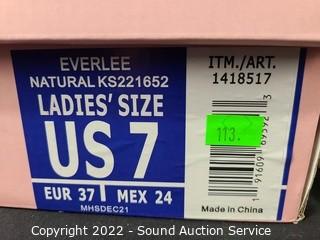 EVERLEE
NATURAL KS221652
LADIES' SIZE
US 7
EUR 37 MEX 24
MHSDEC21
ITM./ART.
1418517
113.
Made in China
Copyright 2022 - Sound Auction Service